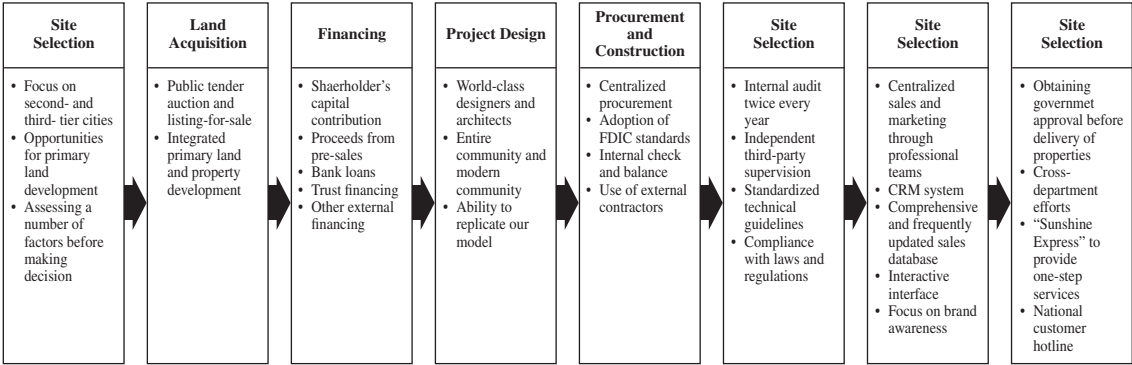 Site
Selection
• Focus on
second- and
third- tier cities
• Opportunities
for primary
land
development
• Assessing a
number of
factors before
making
decision
Land
Acquisition
• Public tender
auction and
listing-for-sale
• Integrated
primary land
and property
development
Financing
• Shaerholder’s
capital
contribution
• Proceeds from
pre-sales
• Bank loans
• Trust financing
• Other external
financing
Project Design
• World-class
designers and
architects
• Entire
community and
modern
community
• Ability to
replicate our
model
Procurement
and
Construction
• Centralized
procurement
• Adoption of
FDIC standards
• Internal check
and balance
• Use of external
contractors
Site
Selection
• Internal audit
twice every
year
• Independent
third-party
supervision
• Standardized
technical
guidelines
• Compliance
with laws and
regulations
Site
Selection
• Centralized
sales and
marketing
through
professional
teams
• CRM system
• Comprehensive
and frequently
updated sales
database
• Interactive
interface
• Focus on brand
awareness
Site
Selection
• Obtaining
governmet
approval before
delivery of
properties
• Cross-
department
efforts
• “Sunshine
Express” to
provide
one-step
services
• National
customer
hotline